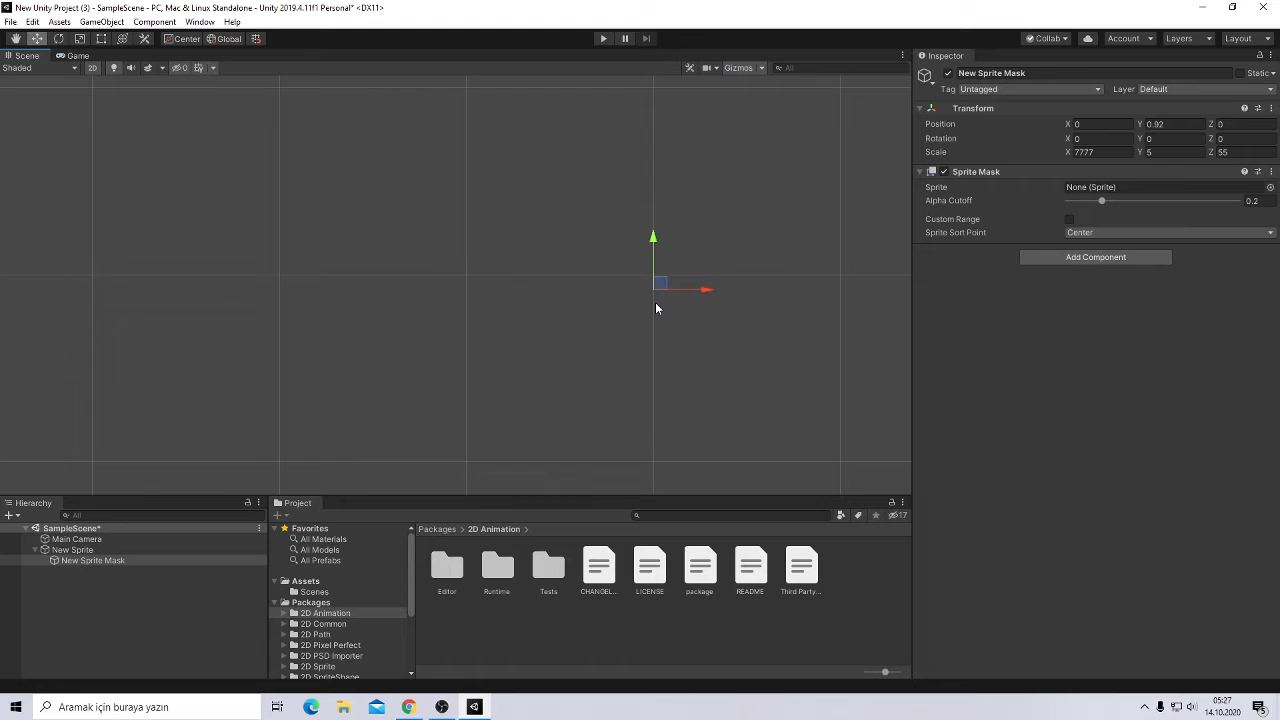 New Unity Project (3) - SampleScene - PC, Mac & Linux Standalone - Unity 2019.4.11f1 Personal* <DX11>
File Edit Assets GameObject Component Window Help
Center Global Collab Account Layers Layout
Scene Game
Shaded 2D 0 Gizmos All
Inspector
New Sprite Mask Static
Tag Untagged Layer Default
Transform
Position X 0 Y 0.92 Z 0
Rotation X 0 Y 0 Z 0
Scale X 7777 Y 5 Z 55
Sprite Mask
Sprite None (Sprite)
Alpha Cutoff 0.2
Custom Range
Sprite Sort Point Center
Add Component
Hierarchy
All
SampleScene*
Main Camera
New Sprite
New Sprite Mask
Project
17
Favorites
All Materials
All Models
All Prefabs
Assets
Scenes
Packages
2D Animation
2D Common
2D Path
2D Pixel Perfect
2D PSD Importer
2D Sprite
2D SpriteShape
Packages > 2D Animation >
Editor Runtime Tests CHANGEL... LICENSE package README Third Party...
Aramak için buraya yazın
05:27
14.10.2020
5